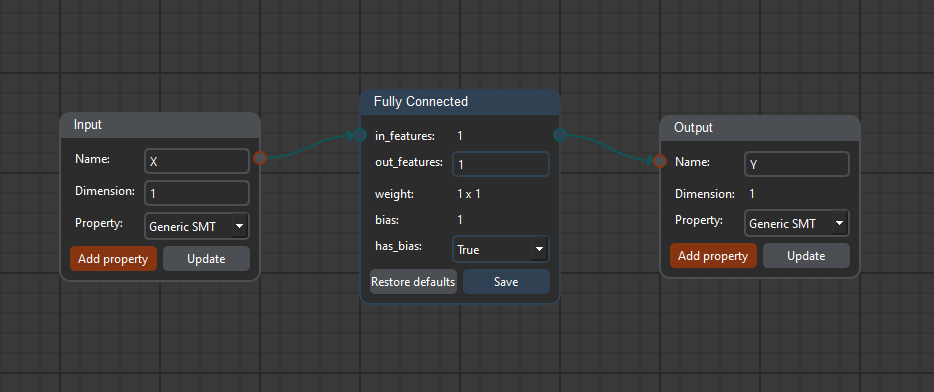 Input
Name: X
Dimension: 1
Property: Generic SMT
Add property Update
Fully Connected
in_features: 1
out_features: 1
weight: 1 x 1
bias: 1
has_bias: True
Restore defaults Save
Output
Name: Y
Dimension: 1
Property: Generic SMT
Add property Update